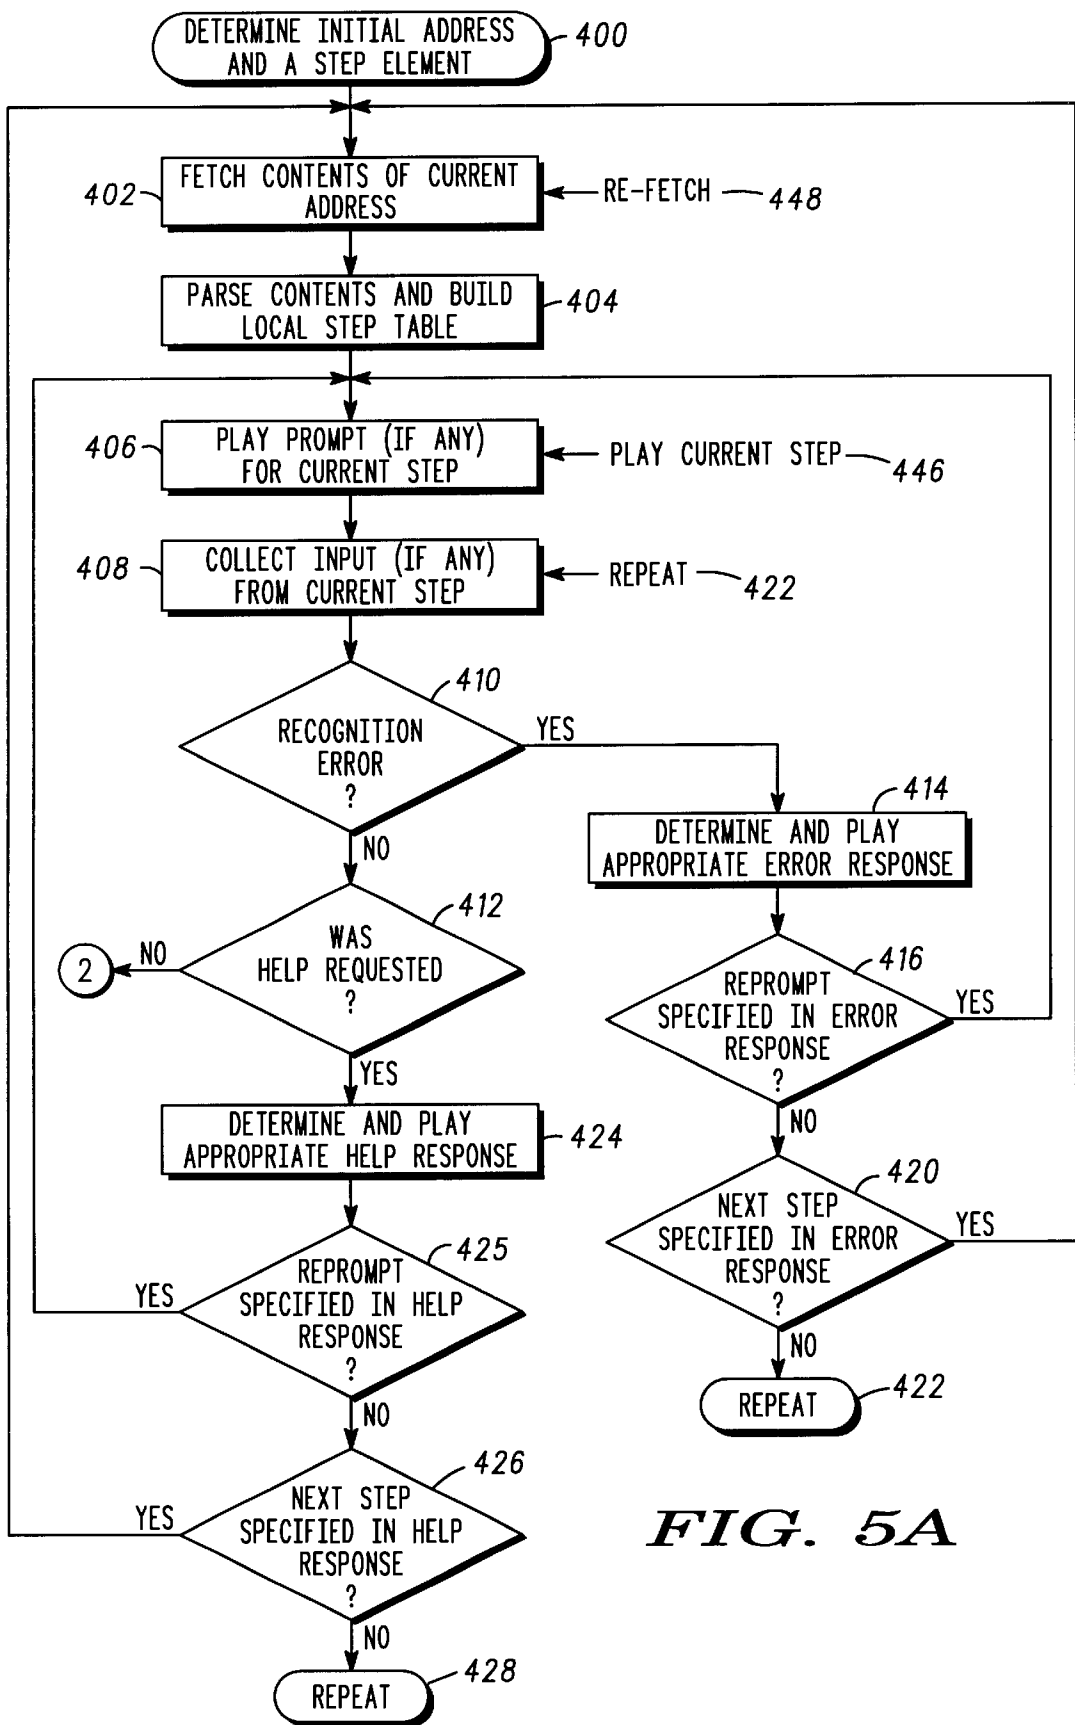 DETERMINE INITIAL ADDRESS
AND A STEP ELEMENT
400
402
FETCH CONTENTS OF CURRENT
ADDRESS
RE-FETCH
448
PARSE CONTENTS AND BUILD
LOCAL STEP TABLE
404
406
PLAY PROMPT (IF ANY)
FOR CURRENT STEP
PLAY CURRENT STEP
446
408
COLLECT INPUT (IF ANY)
FROM CURRENT STEP
REPEAT
422
410
RECOGNITION
ERROR
?
YES
NO
414
DETERMINE AND PLAY
APPROPRIATE ERROR RESPONSE
412
WAS
HELP REQUESTED
?
NO
2
YES
416
REPROMPT
SPECIFIED IN ERROR
RESPONSE
?
YES
NO
DETERMINE AND PLAY
APPROPRIATE HELP RESPONSE
424
420
NEXT STEP
SPECIFIED IN ERROR
RESPONSE
?
YES
NO
425
REPROMPT
SPECIFIED IN HELP
RESPONSE
?
YES
NO
REPEAT
422
426
NEXT STEP
SPECIFIED IN HELP
RESPONSE
?
YES
NO
REPEAT
428
FIG. 5A